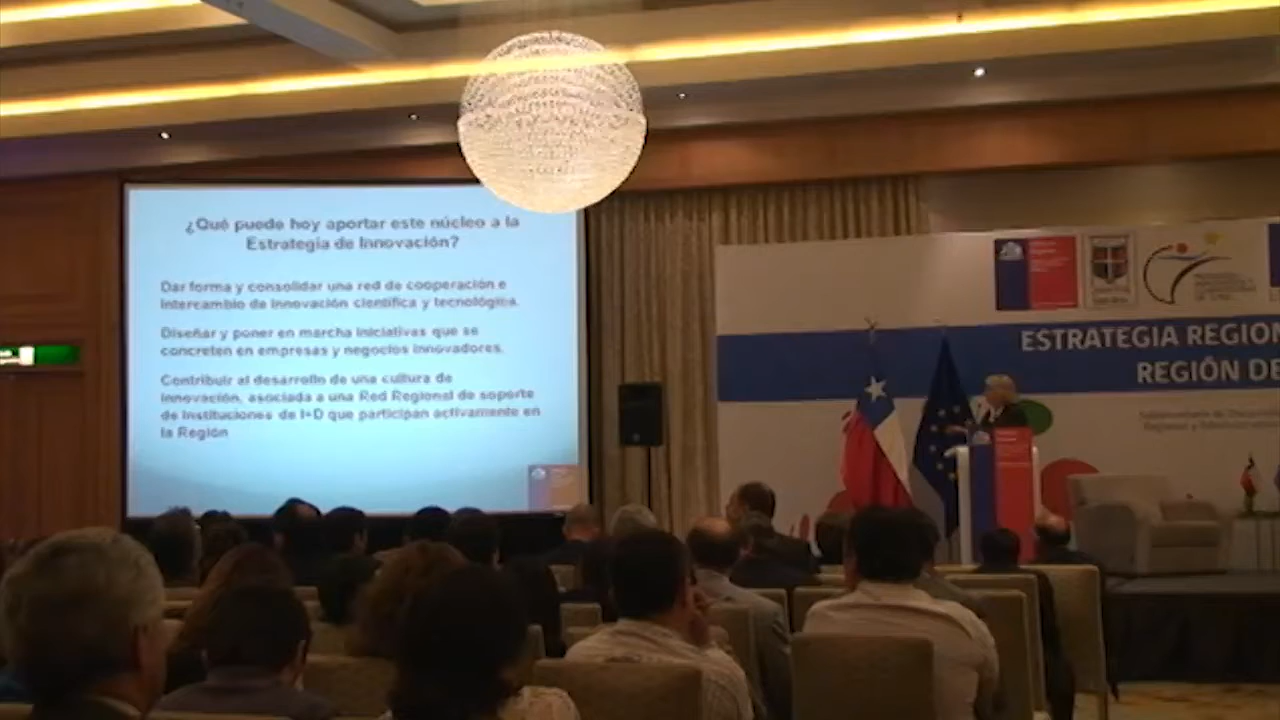 ¿Qué puede hoy aportar este núcleo a la
Estrategia de Innovación?
Dar forma y consolidar una red de cooperación e
intercambio de innovación científica y tecnológica.
Diseñar y poner en marcha iniciativas que se
concreten en empresas y negocios innovadores.
Contribuir al desarrollo de una cultura de
innovación, asociada a una Red Regional de soporte
de Instituciones de I+D que participan activamente en
la Región
ESTRATEGIA REGION
REGIÓN DE